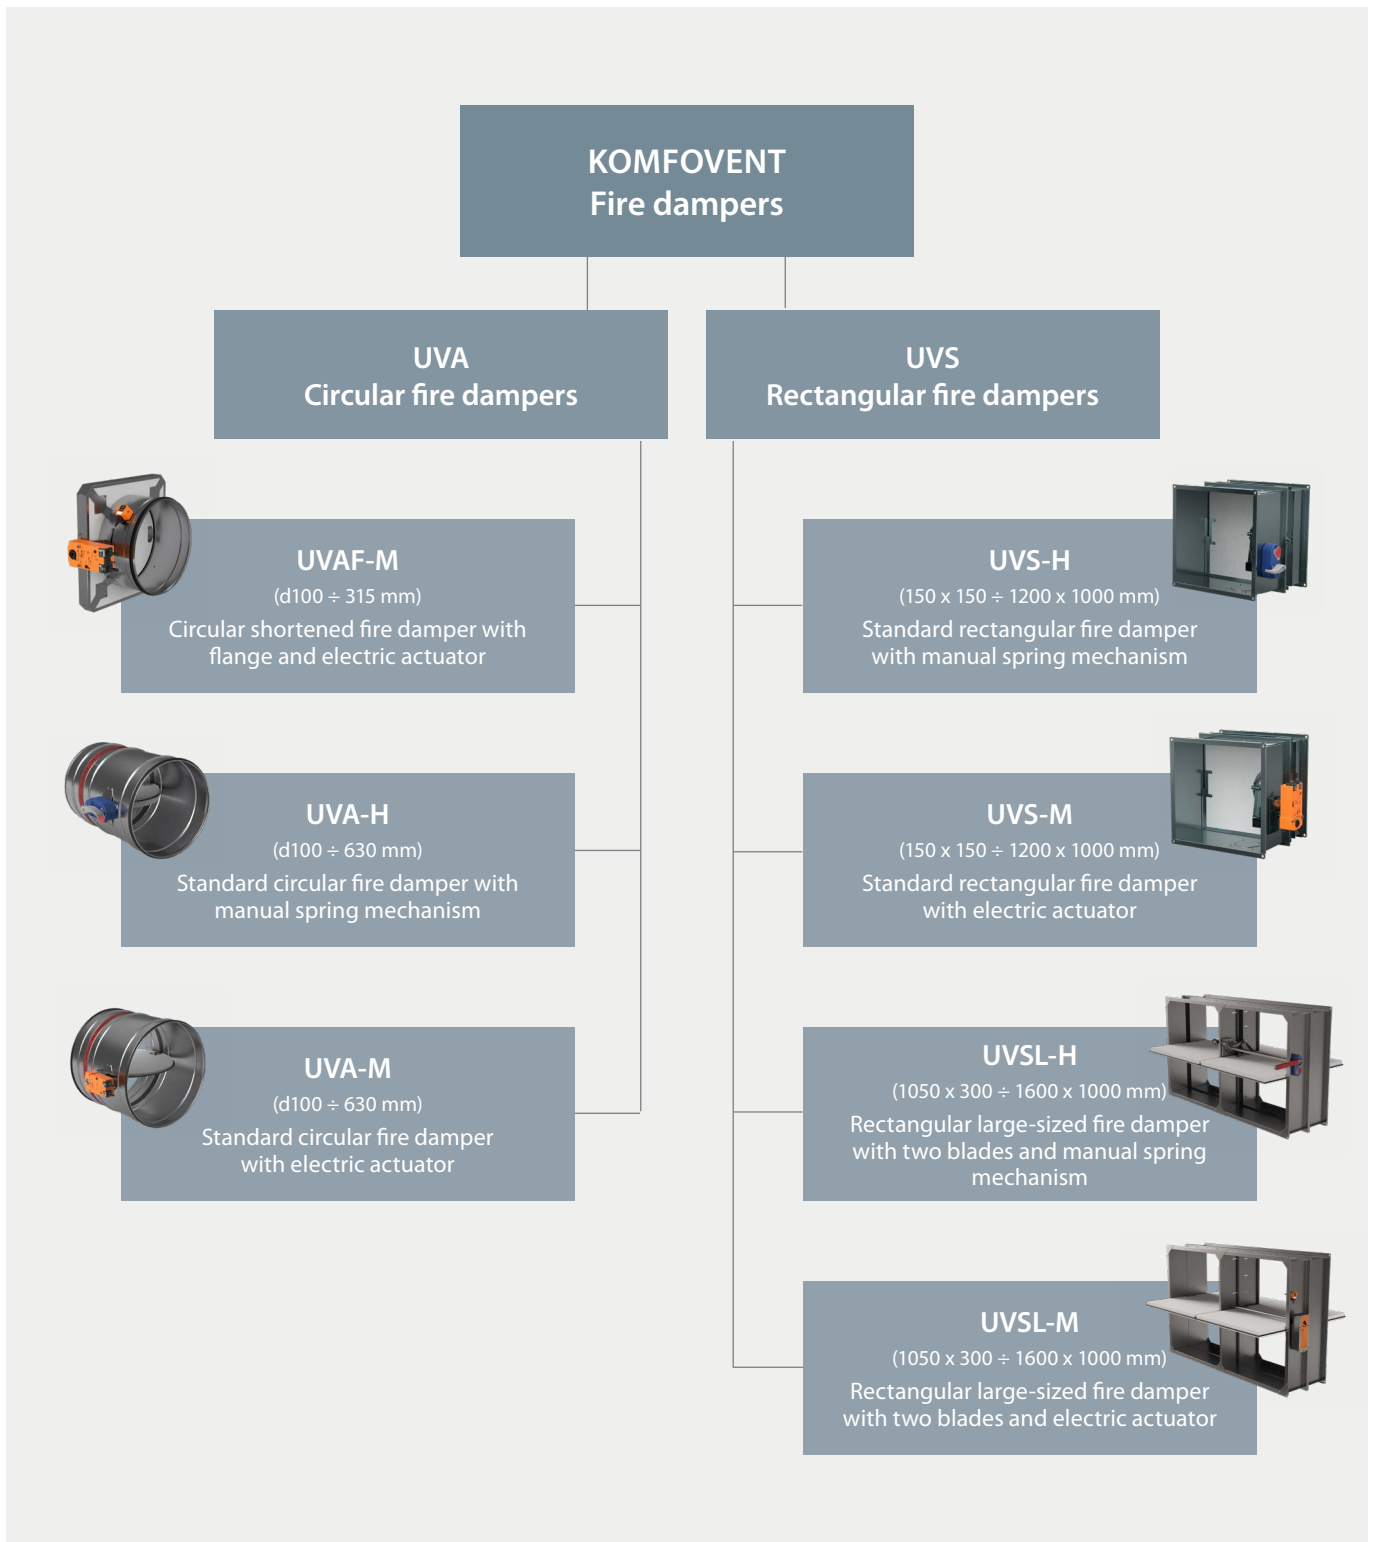 KOMFOVENT
Fire dampers
UVA
Circular fire dampers
UVS
Rectangular fire dampers
UVAF-M
(d100 ÷ 315 mm)
Circular shortened fire damper with
flange and electric actuator
UVA-H
(d100 ÷ 630 mm)
Standard circular fire damper with
manual spring mechanism
UVA-M
(d100 ÷ 630 mm)
Standard circular fire damper
with electric actuator
UVS-H
(150 x 150 ÷ 1200 x 1000 mm)
Standard rectangular fire damper
with manual spring mechanism
UVS-M
(150 x 150 ÷ 1200 x 1000 mm)
Standard rectangular fire damper
with electric actuator
UVSL-H
(1050 x 300 ÷ 1600 x 1000 mm)
Rectangular large-sized fire damper
with two blades and manual spring
mechanism
UVSL-M
(1050 x 300 ÷ 1600 x 1000 mm)
Rectangular large-sized fire damper
with two blades and electric actuator